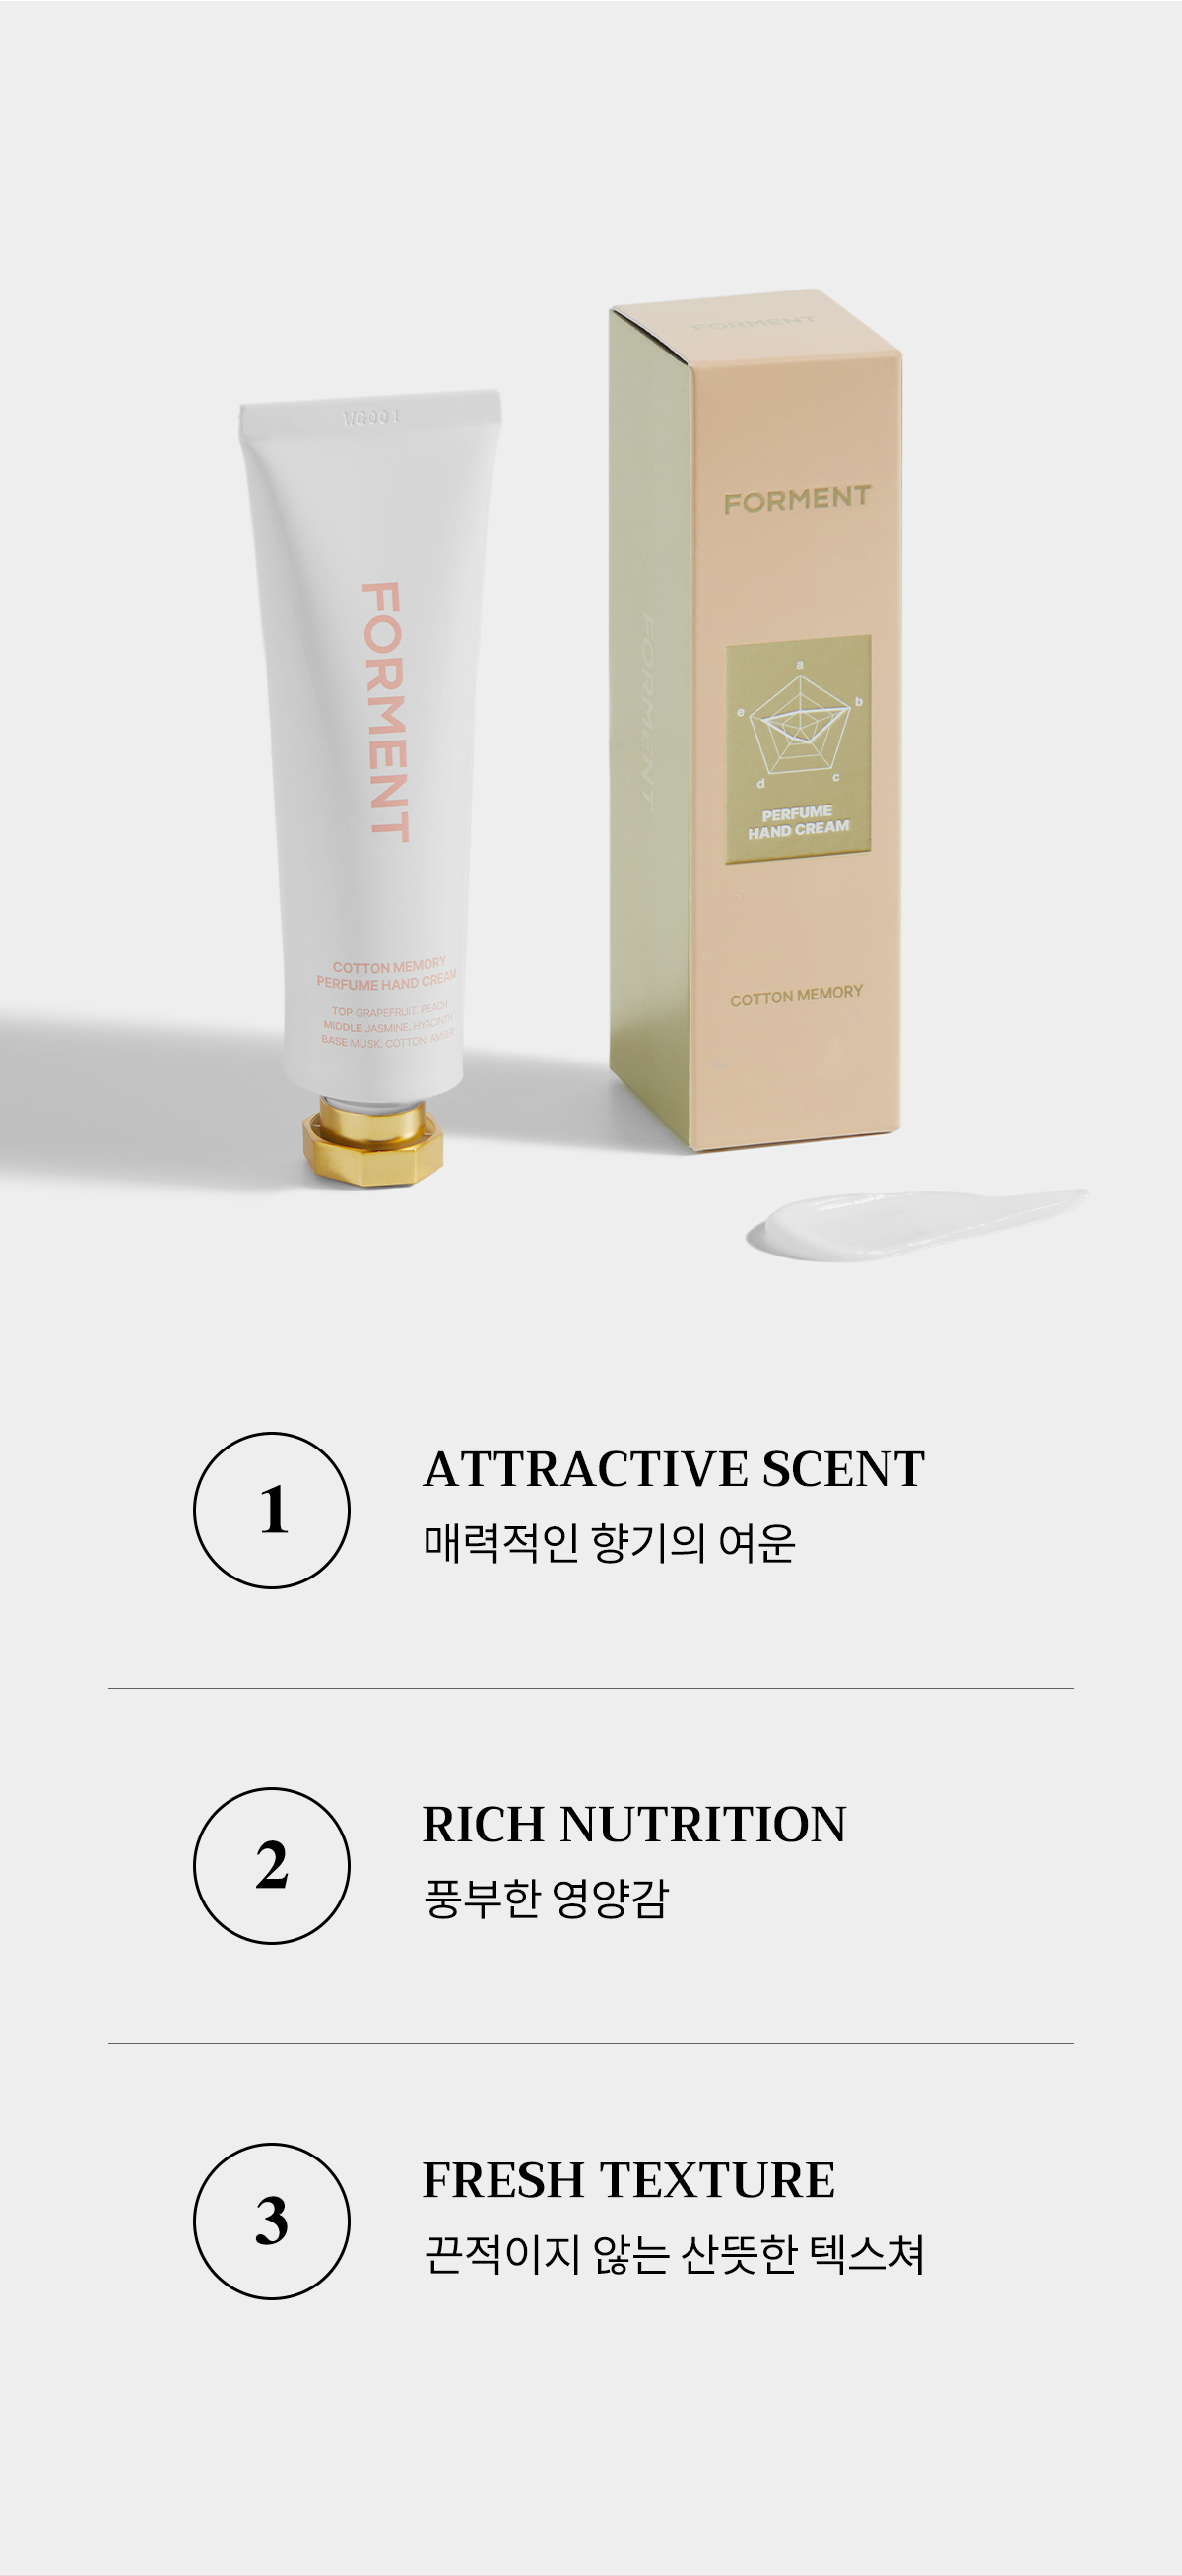 WG001
FORMENT
COTTON MEMORY
PERFUME HAND CREAM
TOP GRAPEFRUIT. PEACH
MIDDLE JASMINE. HYACINTH
BASE MUSK. COTTON. AMBER
FORMENT
FORMENT
FORMENT
a
b
c
d
e
PERFUME
HAND CREAM
COTTON MEMORY
1
ATTRACTIVE SCENT
매력적인 향기의 여운
2
RICH NUTRITION
풍부한 영양감
3
FRESH TEXTURE
끈적이지 않는 산뜻한 텍스쳐